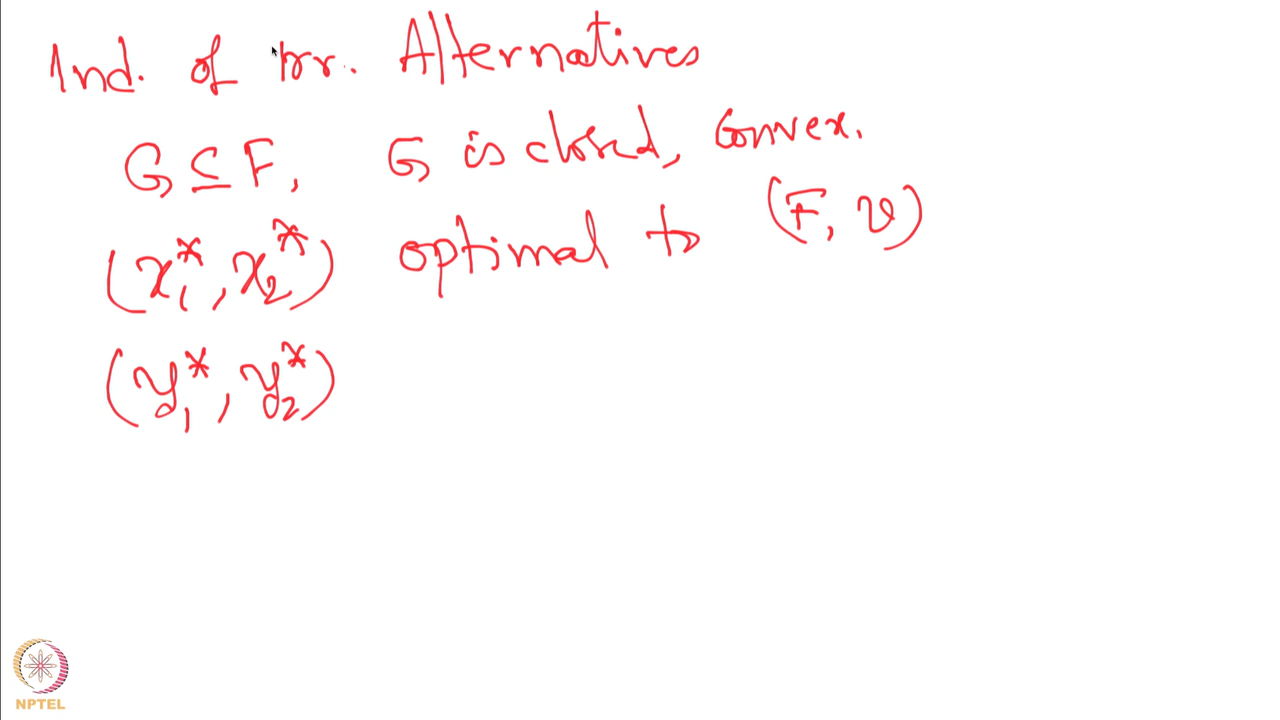 Ind. of Irr. Alternatives
G ⊆ F, G is closed, convex.
(x₁*, x₂*) optimal to (F, v)
(y₁*, y₂*)
NPTEL